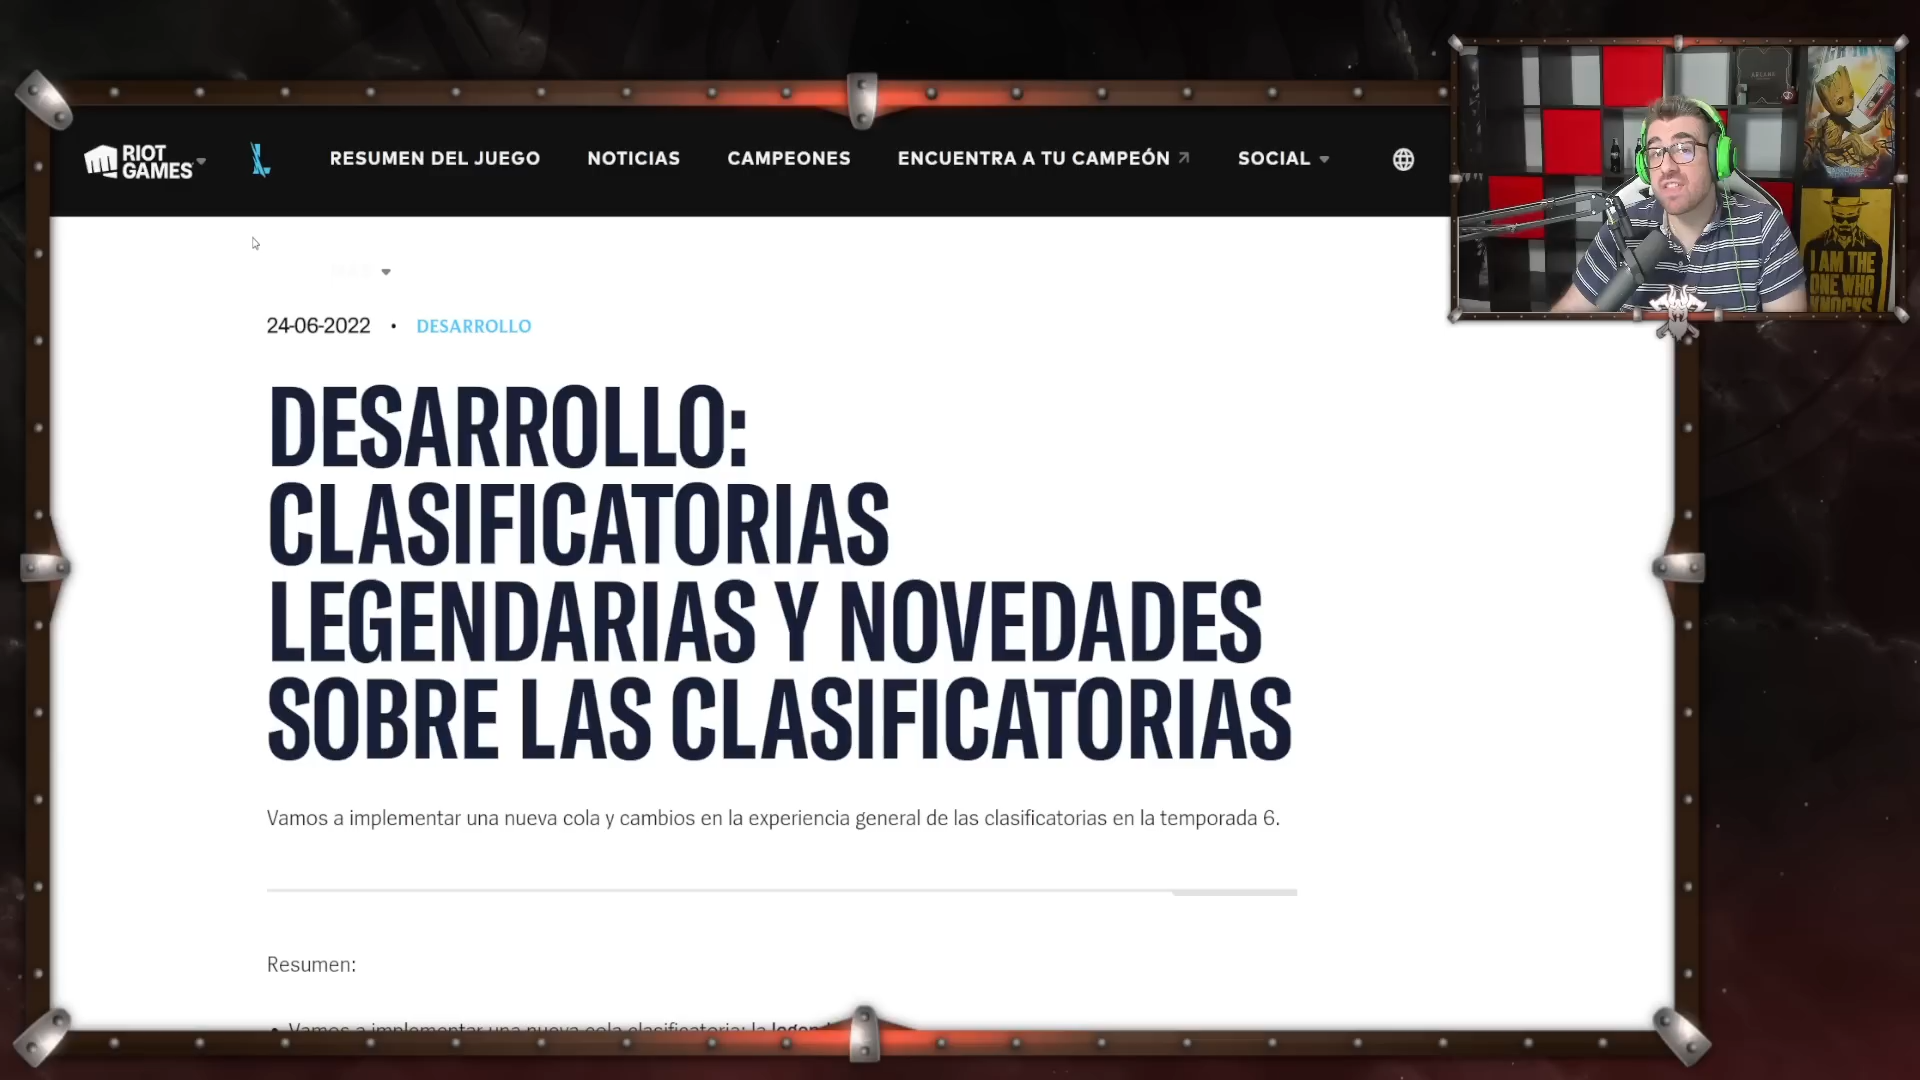 RIOT GAMES
RESUMEN DEL JUEGO NOTICIAS CAMPEONES ENCUENTRA A TU CAMPEÓN SOCIAL
24-06-2022 • DESARROLLO
DESARROLLO:
CLASIFICATORIAS
LEGENDARIAS Y NOVEDADES
SOBRE LAS CLASIFICATORIAS
Vamos a implementar una nueva cola y cambios en la experiencia general de las clasificatorias en la temporada 6.
Resumen:
• Vamos a implementar una nueva cola clasificatoria: la
ARCANE
I AM THE
ONE WHO
KNOCKS